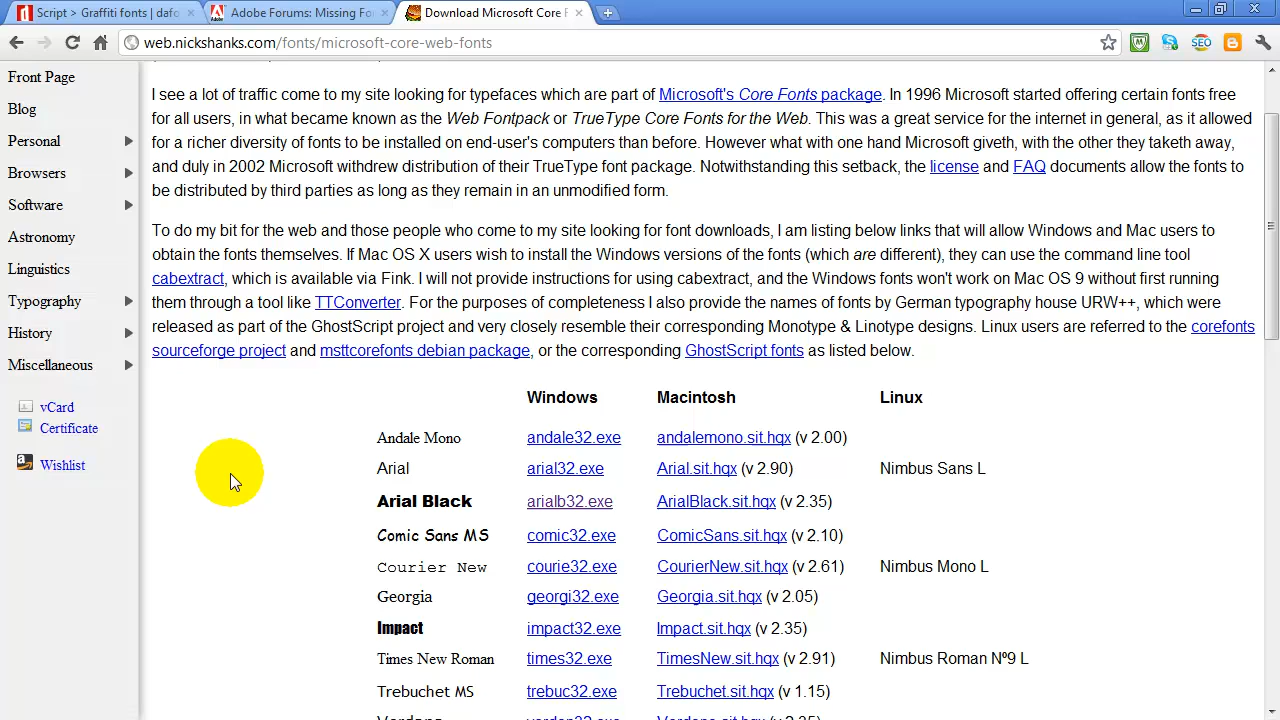 Script > Graffiti fonts | dafo
Adobe Forums: Missing Fo
Download Microsoft Core F
web.nickshanks.com/fonts/microsoft-core-web-fonts
SEO
Front Page
Blog
Personal
Browsers
Software
Astronomy
Linguistics
Typography
History
Miscellaneous
vCard
Certificate
Wishlist
I see a lot of traffic come to my site looking for typefaces which are part of Microsoft's Core Fonts package. In 1996 Microsoft started offering certain fonts free
for all users, in what became known as the Web Fontpack or TrueType Core Fonts for the Web. This was a great service for the internet in general, as it allowed
for a richer diversity of fonts to be installed on end-user's computers than before. However what with one hand Microsoft giveth, with the other they taketh away,
and duly in 2002 Microsoft withdrew distribution of their TrueType font package. Notwithstanding this setback, the license and FAQ documents allow the fonts to
be distributed by third parties as long as they remain in an unmodified form.
To do my bit for the web and those people who come to my site looking for font downloads, I am listing below links that will allow Windows and Mac users to
obtain the fonts themselves. If Mac OS X users wish to install the Windows versions of the fonts (which are different), they can use the command line tool
cabextract, which is available via Fink. I will not provide instructions for using cabextract, and the Windows fonts won't work on Mac OS 9 without first running
them through a tool like TTConverter. For the purposes of completeness I also provide the names of fonts by German typography house URW++, which were
released as part of the GhostScript project and very closely resemble their corresponding Monotype & Linotype designs. Linux users are referred to the corefonts
sourceforge project and msttcorefonts debian package, or the corresponding GhostScript fonts as listed below.
Windows Macintosh Linux
Andale Mono andale32.exe andalemono.sit.hqx (v 2.00)
Arial arial32.exe Arial.sit.hqx (v 2.90) Nimbus Sans L
Arial Black arialb32.exe ArialBlack.sit.hqx (v 2.35)
Comic Sans MS comic32.exe ComicSans.sit.hqx (v 2.10)
Courier New courie32.exe CourierNew.sit.hqx (v 2.61) Nimbus Mono L
Georgia georgi32.exe Georgia.sit.hqx (v 2.05)
Impact impact32.exe Impact.sit.hqx (v 2.35)
Times New Roman times32.exe TimesNew.sit.hqx (v 2.91) Nimbus Roman Nº9 L
Trebuchet MS trebuc32.exe Trebuchet.sit.hqx (v 1.15)